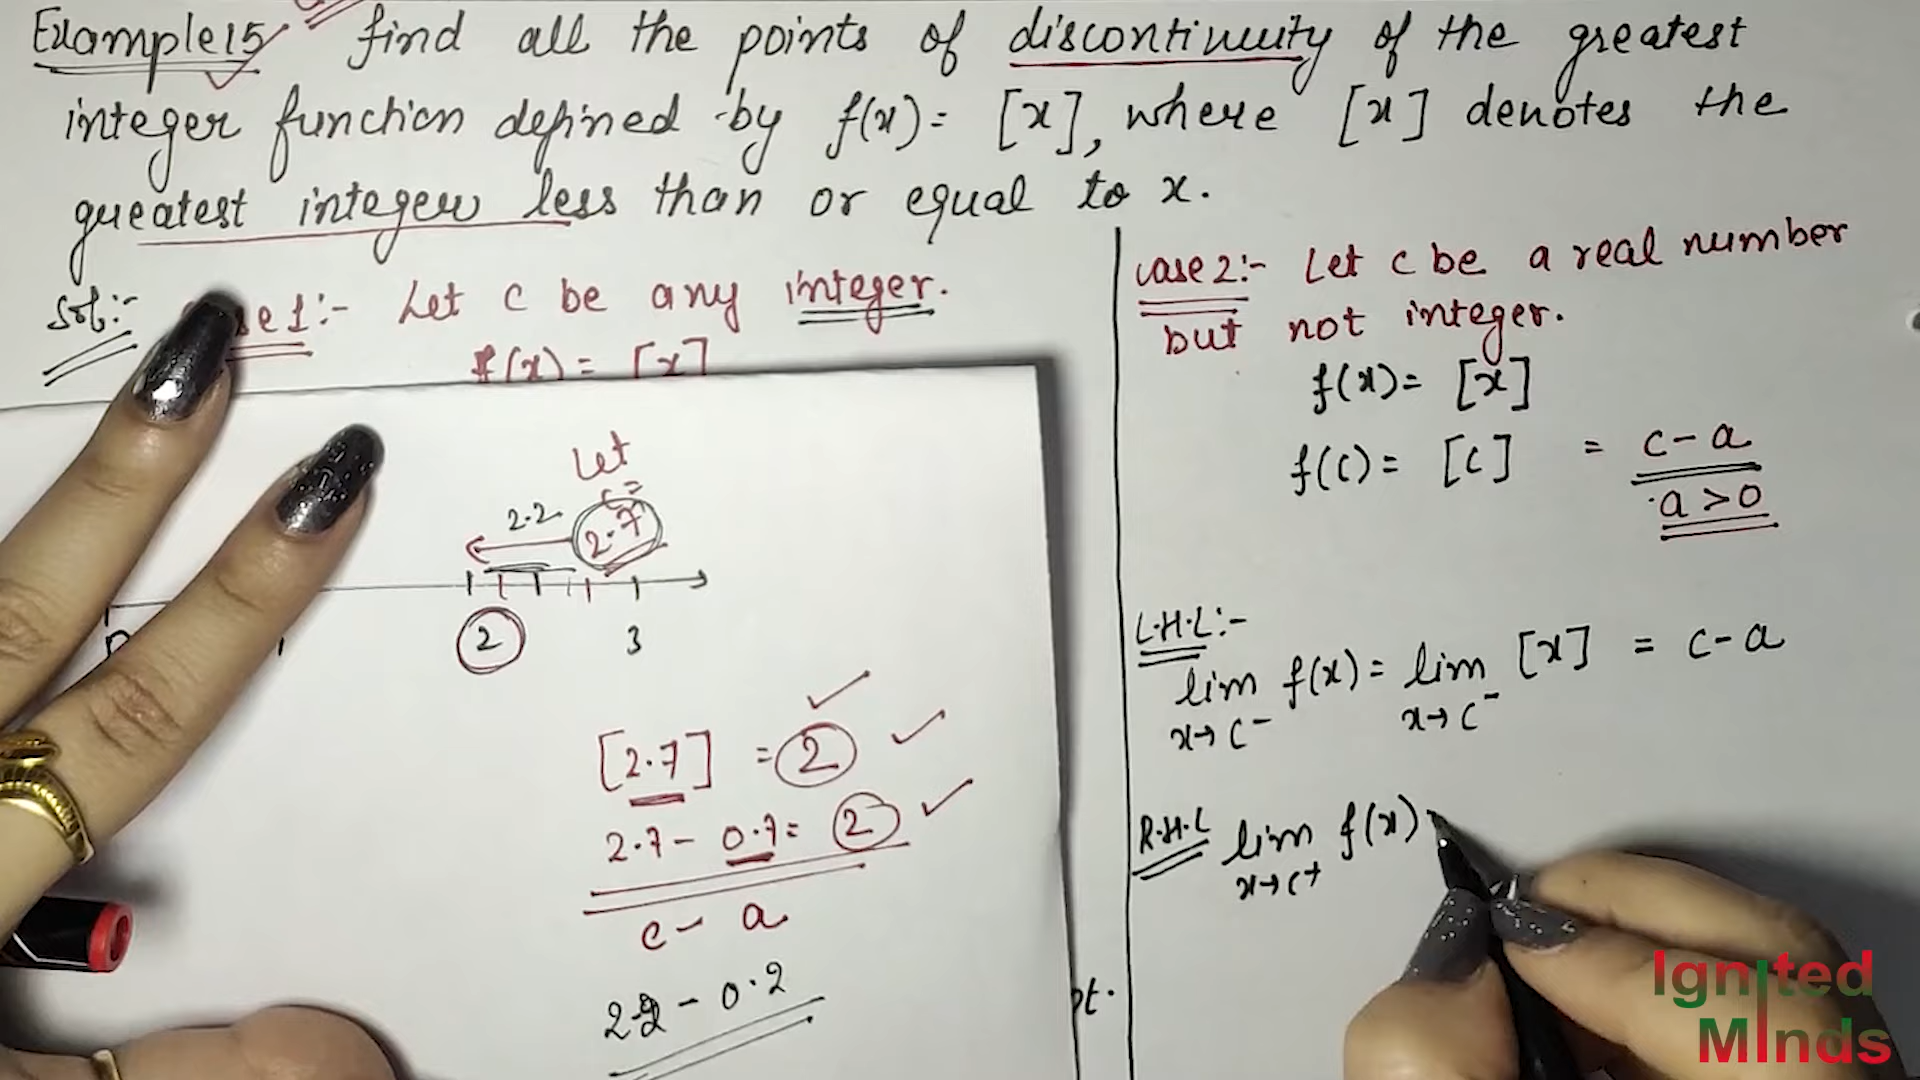 Example 15 find all the points of discontinuity of the greatest
integer function defined by f(x) = [x], where [x] denotes the
greatest integer less than or equal to x.
Sol:- se 1:- Let c be any integer.
f(x) = [x]
Let
c =
2.7
2.2
2 3
[2.7] = 2
2.7 - 0.7 = 2
c - a
- 0.2
pt.
Case 2:- Let c be a real number
but not integer.
f(x) = [x]
f(c) = [c] = c - a
a > 0
L.H.L:-
lim f(x) = lim [x] = c - a
x→c⁻ x→c⁻
R.H.L lim f(x)
x→c⁺
Ignited
Minds